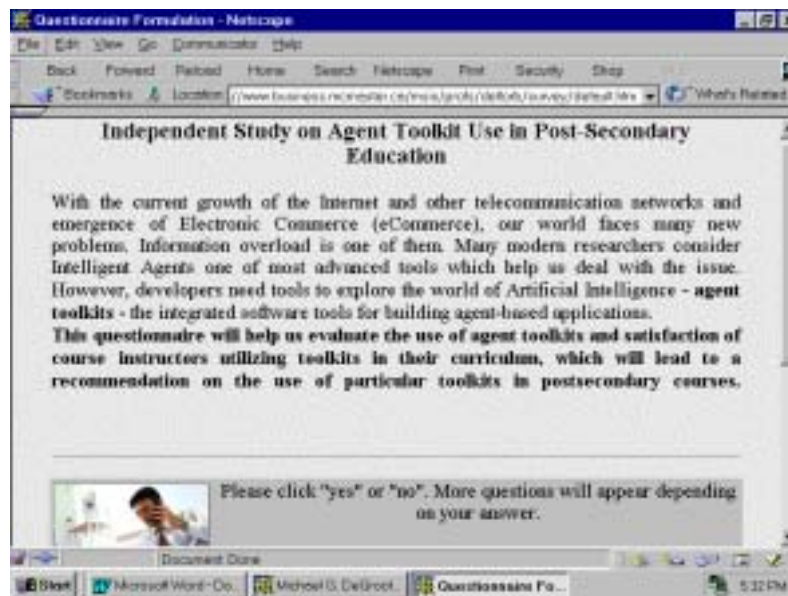 Questionnaire Formulation - Netscape
File Edit View Go Communicator Help
Back Forward Reload Home Search Netscape Print Security Shop
Bookmarks Location What's Related
Independent Study on Agent Toolkit Use in Post-Secondary
Education
With the current growth of the Internet and other telecommunication networks and
emergence of Electronic Commerce (eCommerce), our world faces many new
problems. Information overload is one of them. Many modern researchers consider
Intelligent Agents one of most advanced tools which help us deal with the issue.
However, developers need tools to explore the world of Artificial Intelligence - agent
toolkits - the integrated software tools for building agent-based applications.
This questionnaire will help us evaluate the use of agent toolkits and satisfaction of
course instructors utilizing toolkits in their curriculum, which will lead to a
recommendation on the use of particular toolkits in postsecondary courses.
Please click "yes" or "no". More questions will appear depending
on your answer.
Document Done
Start Microsoft Word - Do... Michael G. DeGroot... Questionnaire Fo... 5:32 PM